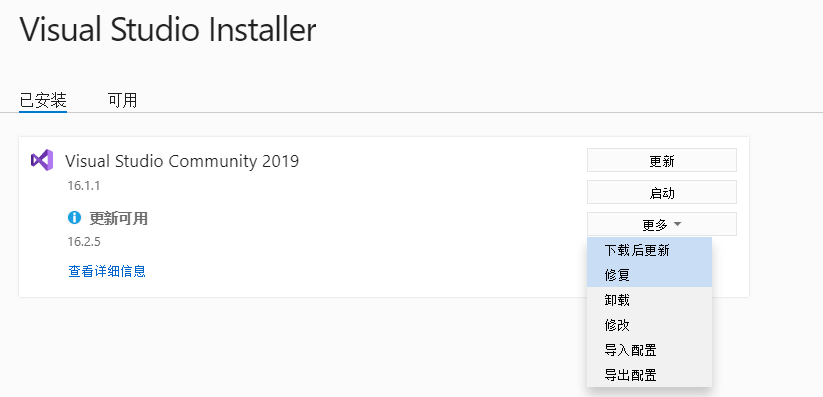 Visual Studio Installer
已安装 可用
Visual Studio Community 2019
16.1.1
更新可用
16.2.5
查看详细信息
更新
启动
更多
下载后更新
修复
卸载
修改
导入配置
导出配置